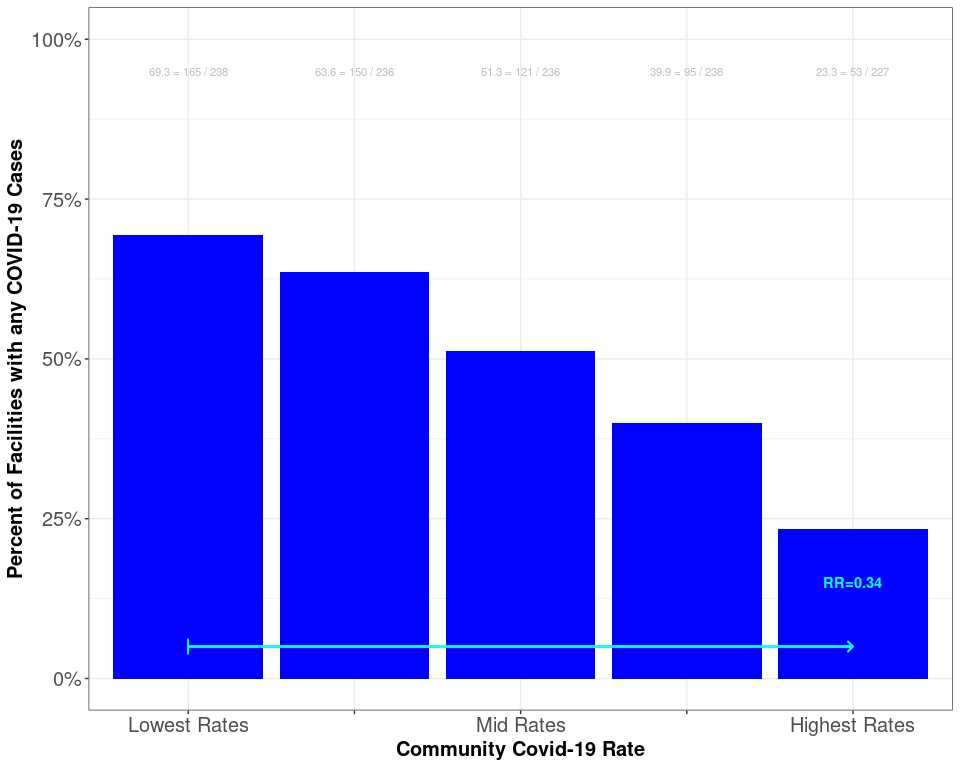 100%
69.3 = 165 / 238
63.6 = 150 / 236
51.3 = 121 / 236
39.9 = 95 / 238
23.3 = 53 / 227
75%
50%
25%
0%
Percent of Facilities with any COVID-19 Cases
RR=0.34
Lowest Rates
Mid Rates
Highest Rates
Community Covid-19 Rate